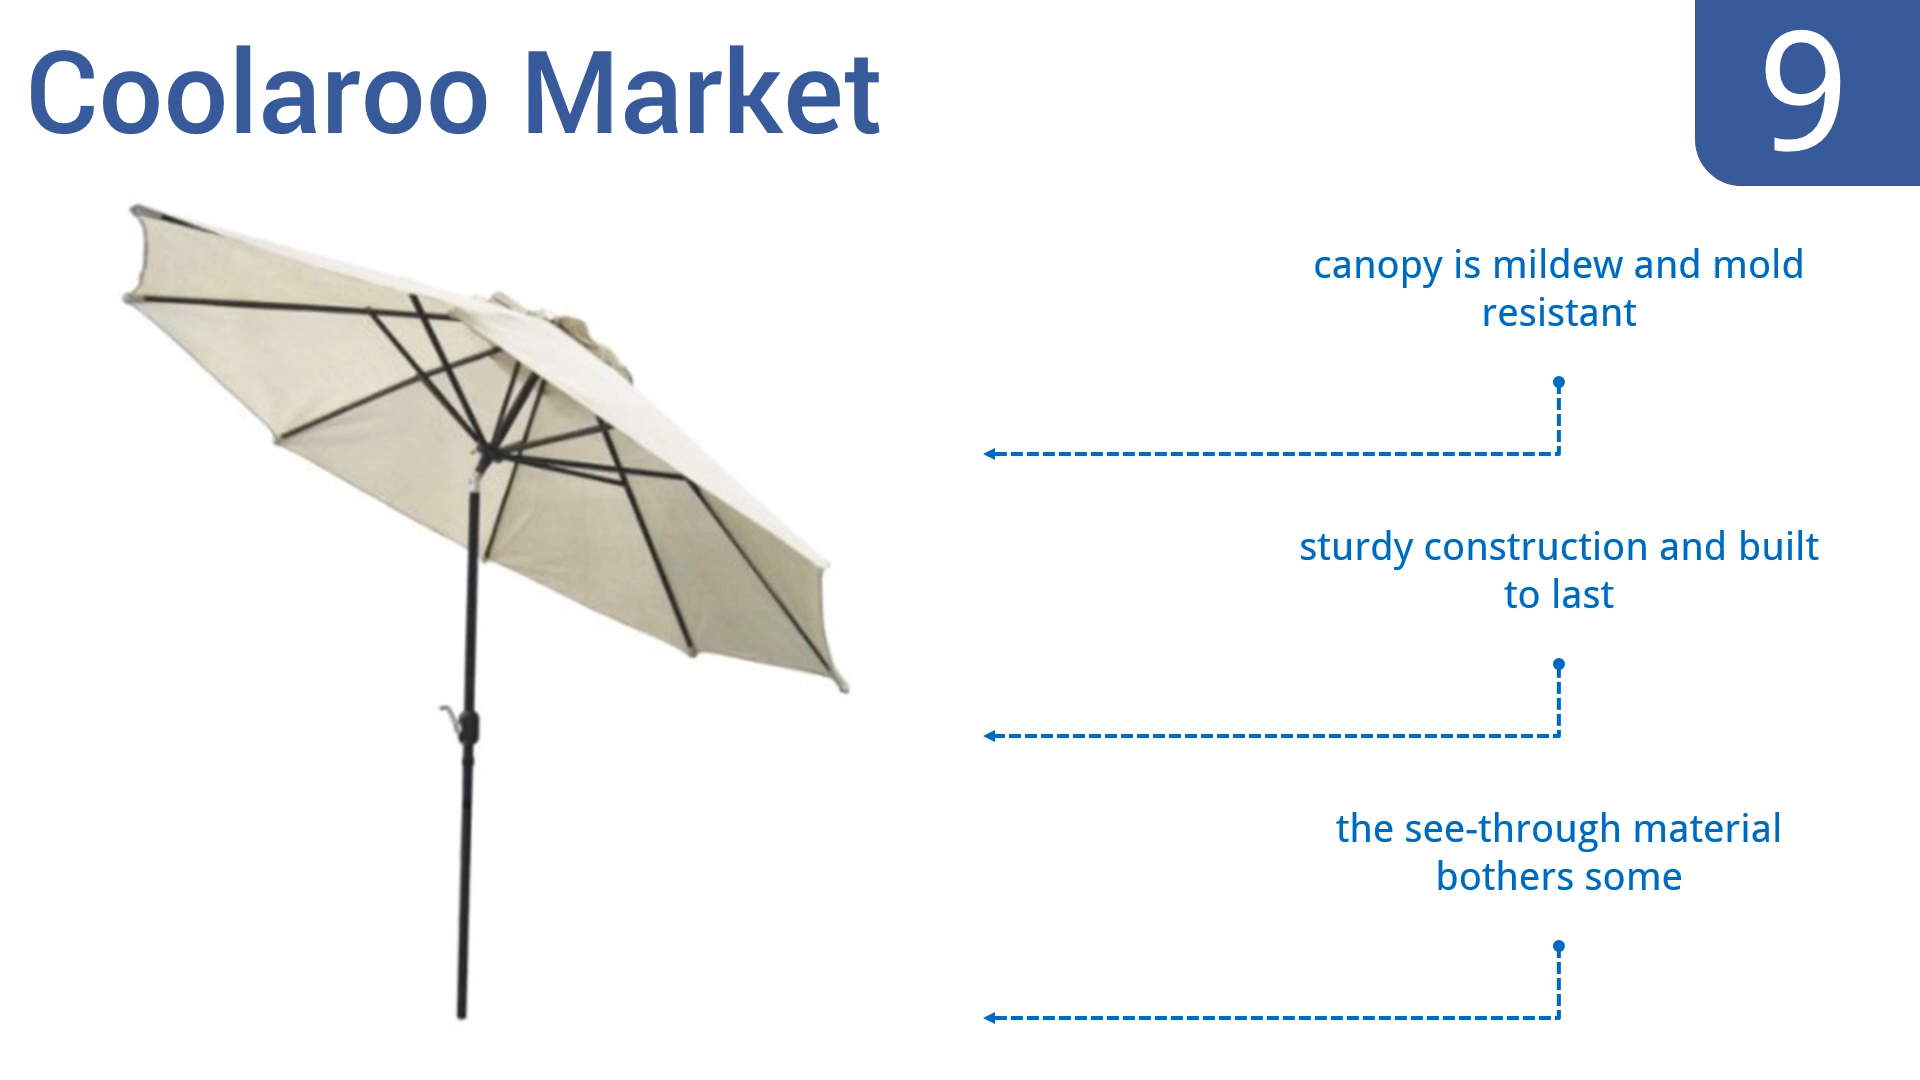 Coolaroo Market
9
canopy is mildew and mold
resistant
sturdy construction and built
to last
the see-through material
bothers some